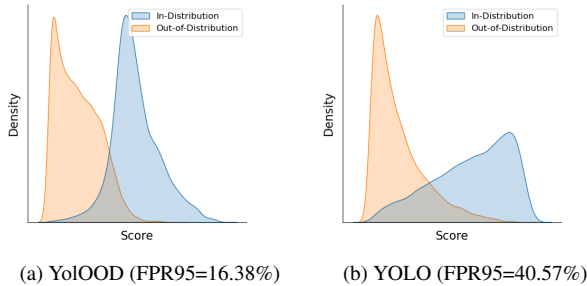 In-Distribution
Out-of-Distribution
Density
Score
(a) YolOOD (FPR95=16.38%)
In-Distribution
Out-of-Distribution
Density
Score
(b) YOLO (FPR95=40.57%)